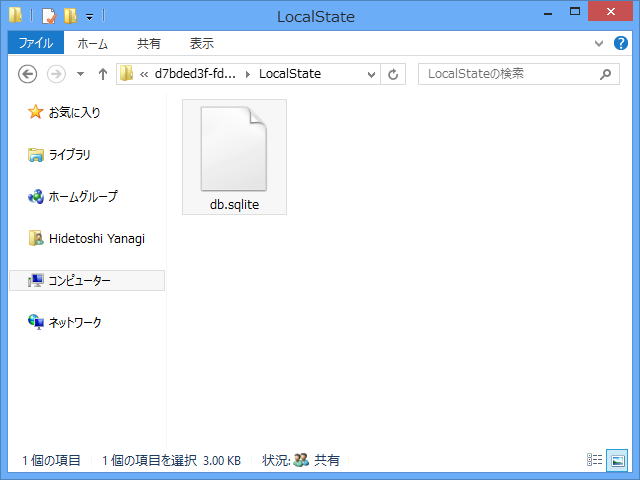 LocalState
ファイル ホーム 共有 表示
« d7bded3f-fd... LocalState LocalStateの検索
お気に入り
ライブラリ
ホームグループ
Hidetoshi Yanagi
コンピューター
ネットワーク
db.sqlite
1 個の項目 1 個の項目を選択 3.00 KB 状況: 共有